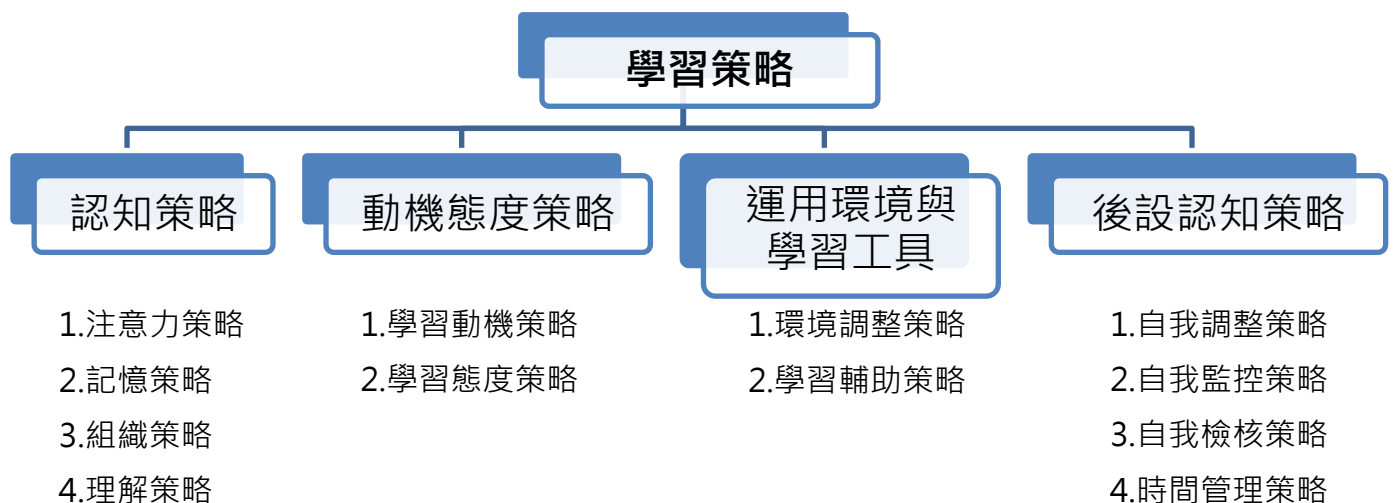 學習策略
認知策略
1.注意力策略
2.記憶策略
3.組織策略
4.理解策略
動機態度策略
1.學習動機策略
2.學習態度策略
運用環境與
學習工具
1.環境調整策略
2.學習輔助策略
後設認知策略
1.自我調整策略
2.自我監控策略
3.自我檢核策略
4.時間管理策略